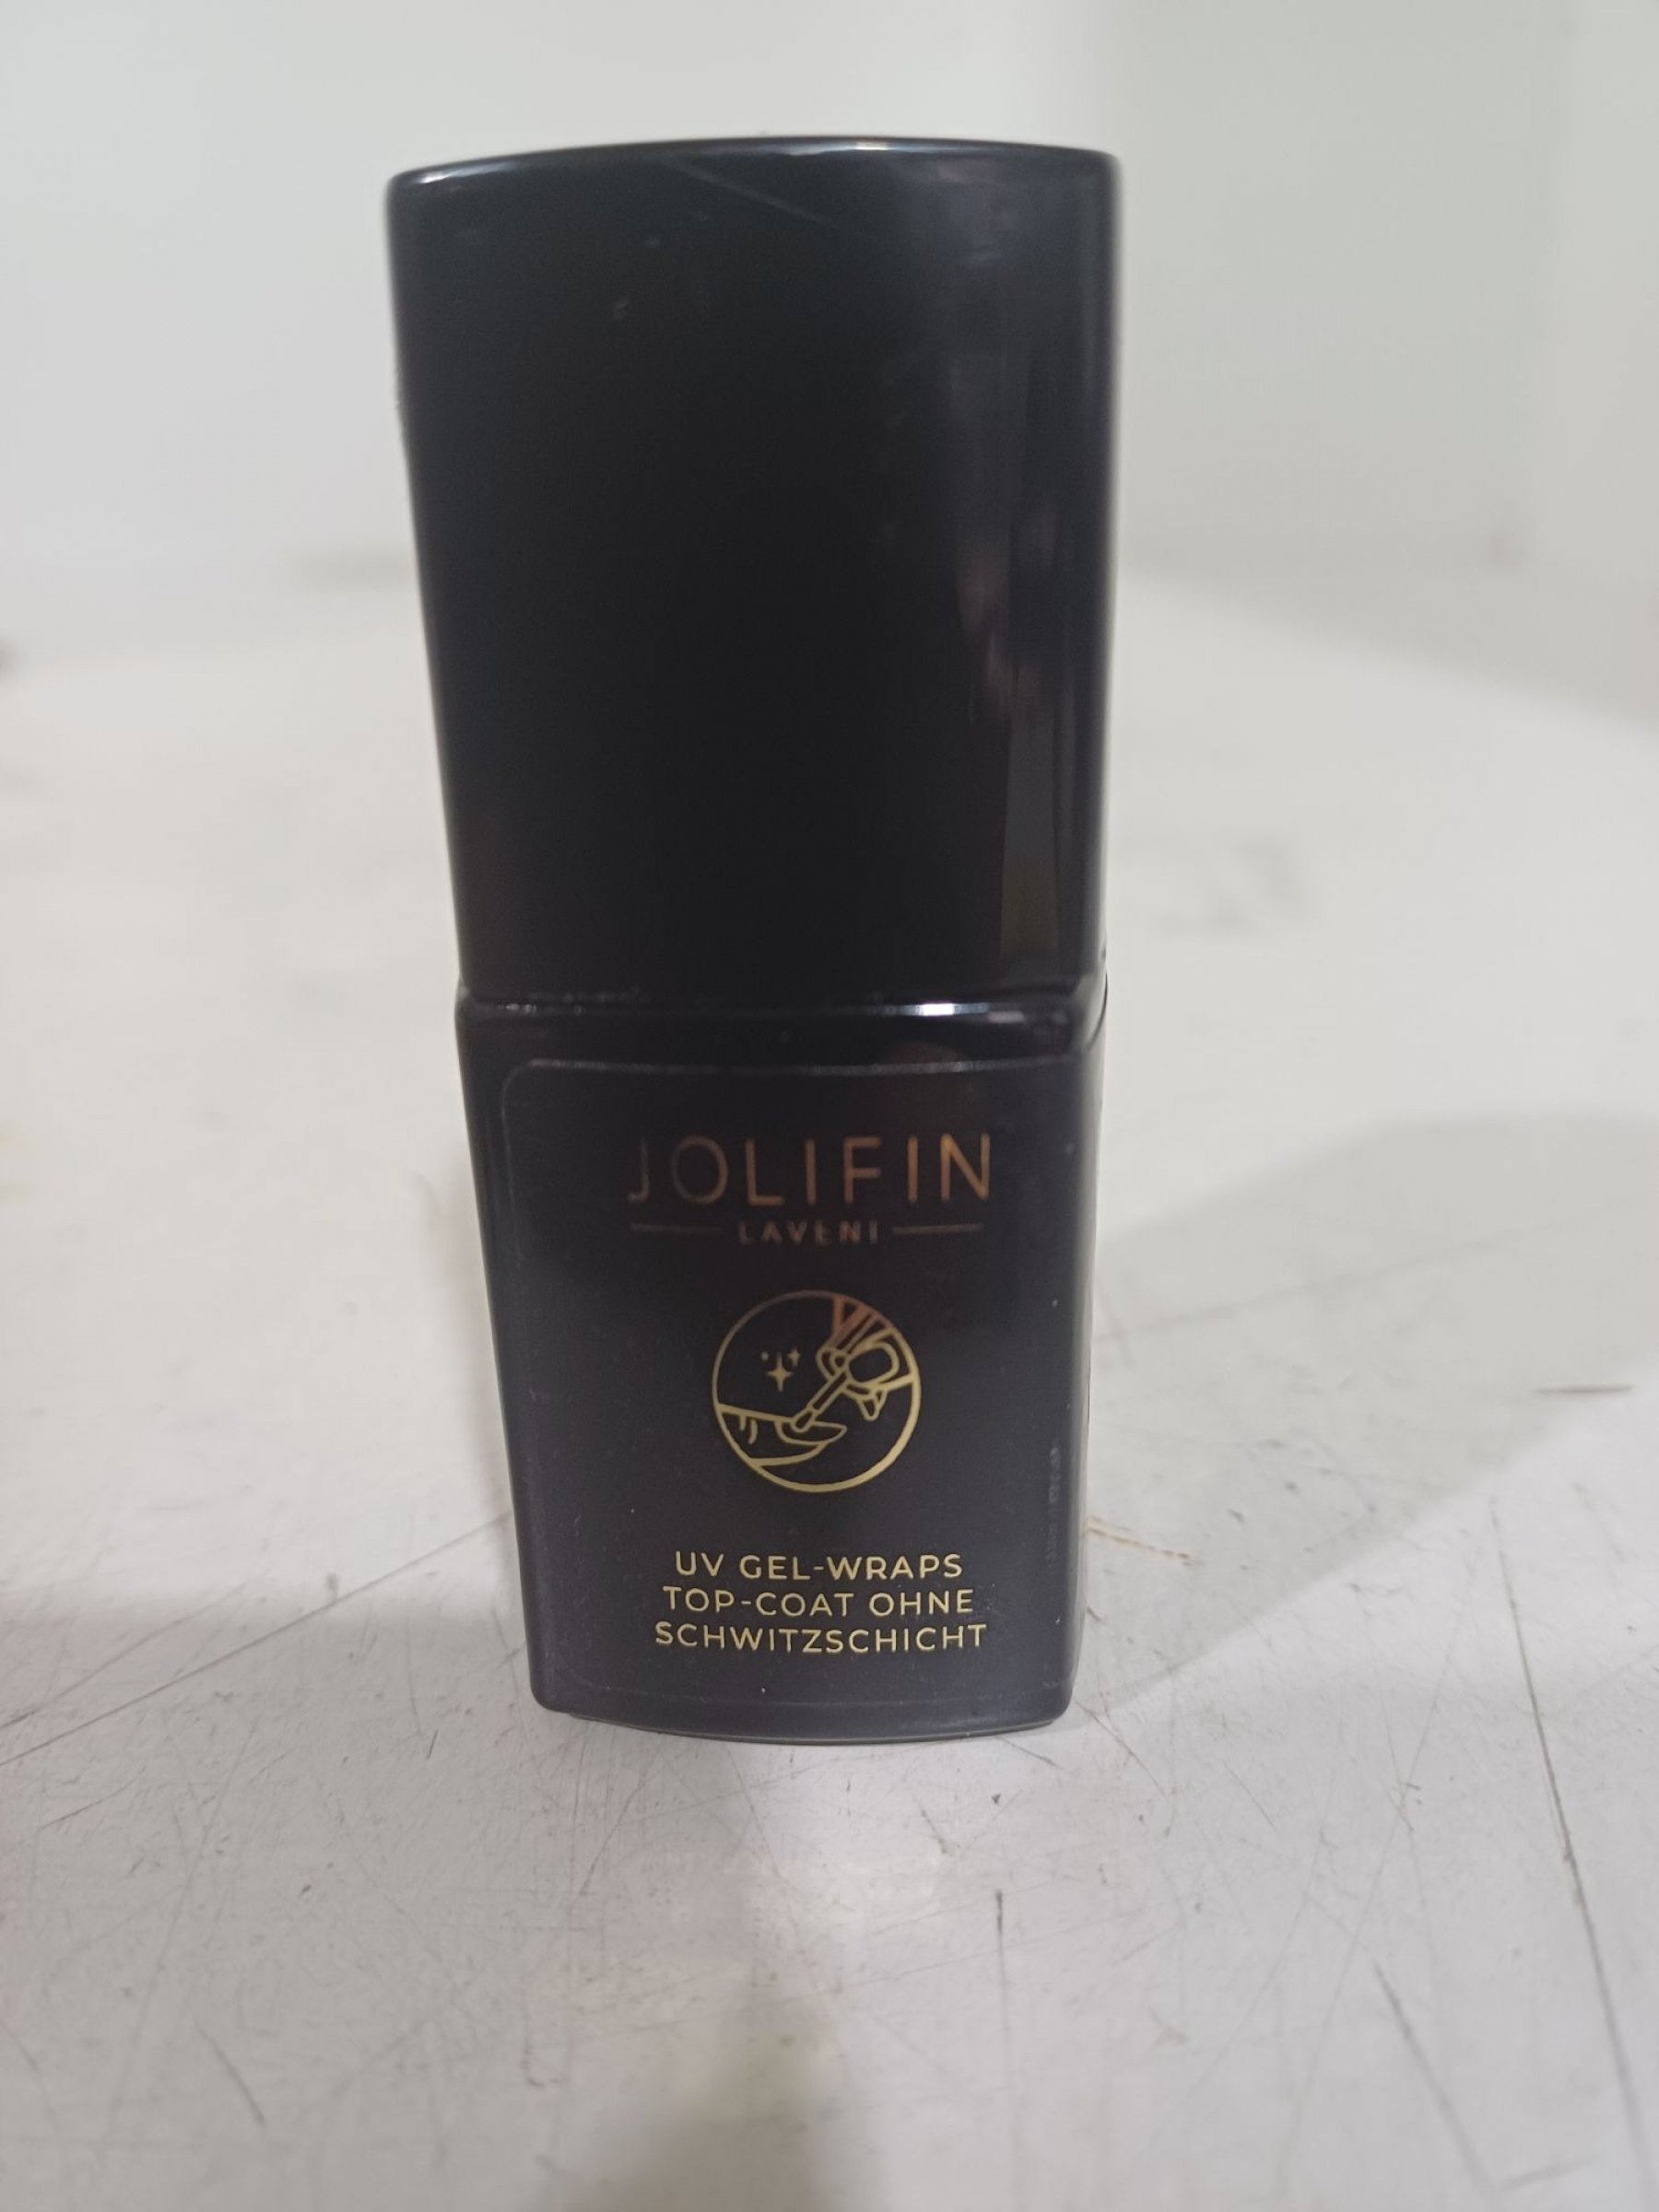 JOLIFIN
LAVENI
UV GEL-WRAPS
TOP-COAT OHNE
SCHWITZSCHICHT